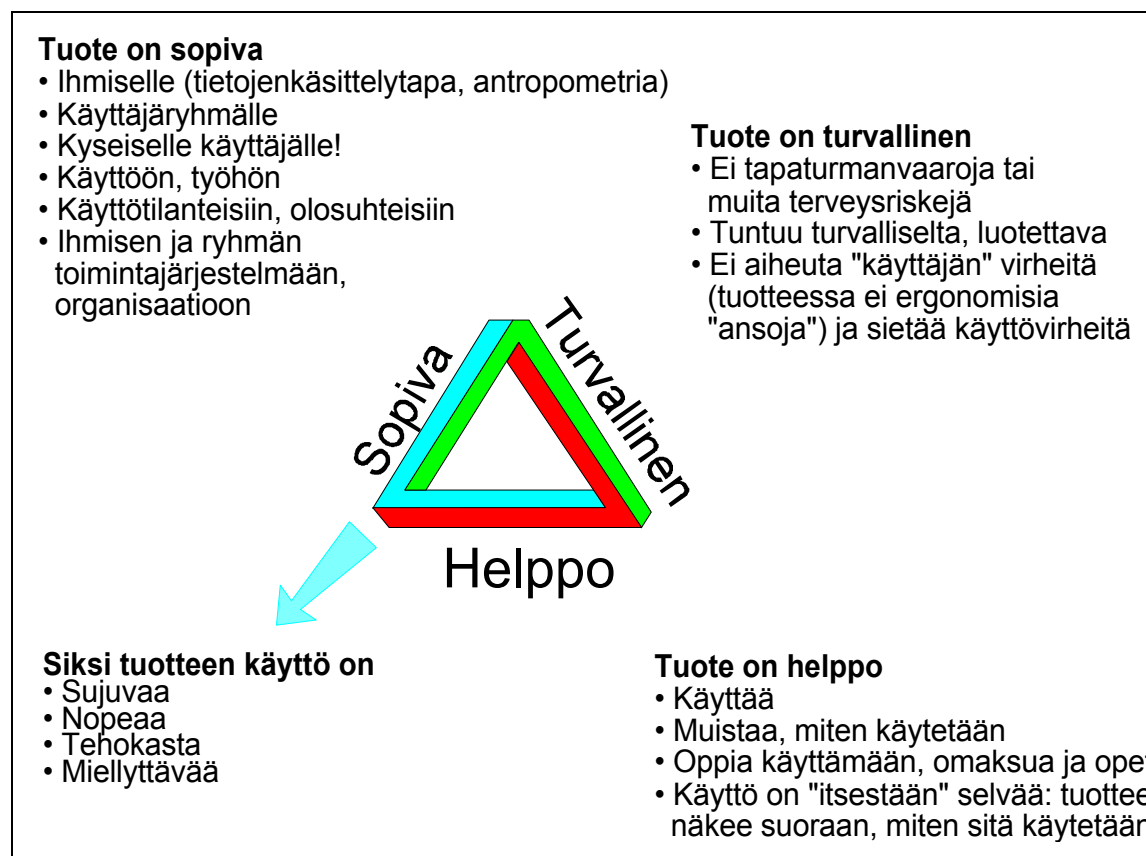 Tuote on sopiva
• Ihmiselle (tietojenkäsittelytapa, antropometria)
• Käyttäjäryhmälle
• Kyseiselle käyttäjälle!
• Käyttöön, työhön
• Käyttötilanteisiin, olosuhteisiin
• Ihmisen ja ryhmän
toimintajärjestelmään,
organisaatioon
Tuote on turvallinen
• Ei tapaturmanvaaroja tai
muita terveysriskejä
• Tuntuu turvalliselta, luotettava
• Ei aiheuta "käyttäjän" virheitä
(tuotteessa ei ergonomisia
"ansoja") ja sietää käyttövirheitä
Sopiva
Turvallinen
Helppo
Siksi tuotteen käyttö on
• Sujuvaa
• Nopeaa
• Tehokasta
• Miellyttävää
Tuote on helppo
• Käyttää
• Muistaa, miten käytetään
• Oppia käyttämään, omaksua ja
• Käyttö on "itsestään" selvää:
näkee suoraan, miten sitä käytetään